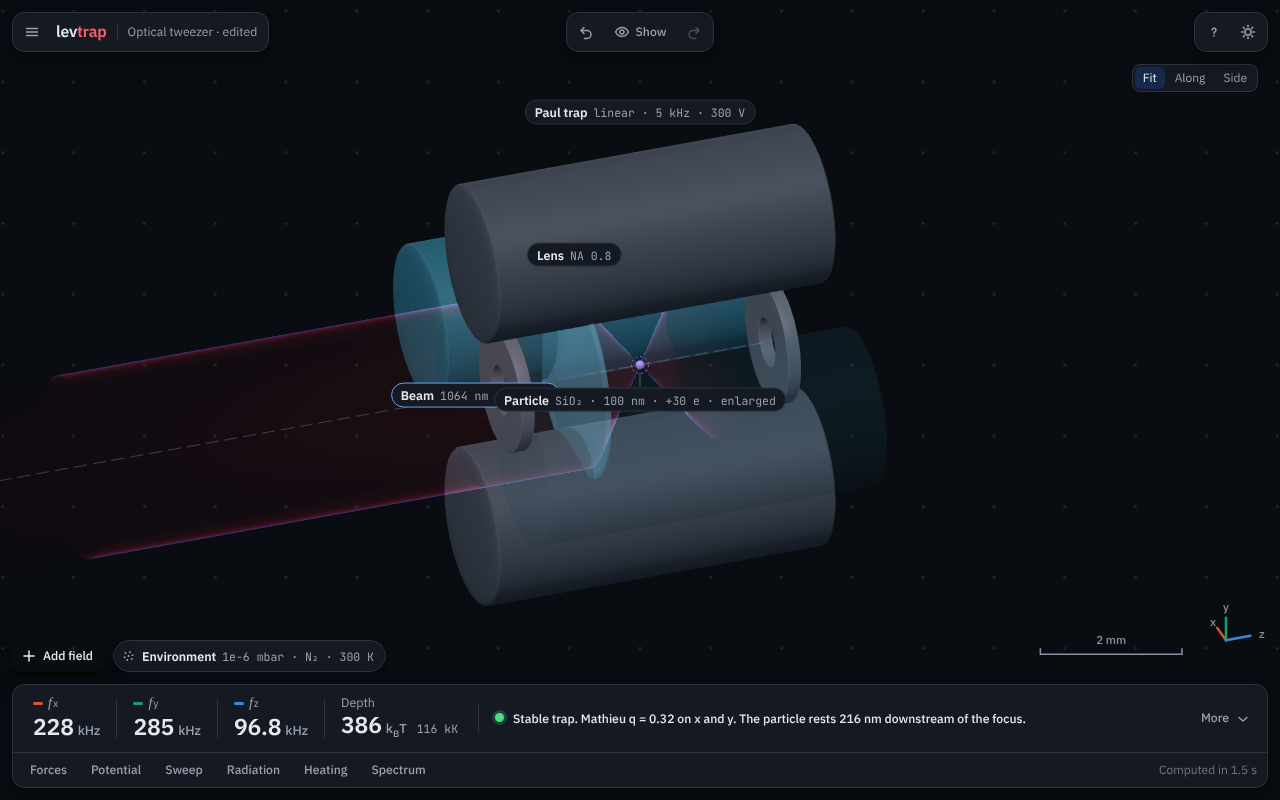 levtrap
Optical tweezer · edited
Show
?
Fit
Along
Side
Paul trap linear · 5 kHz · 300 V
Lens NA 0.8
Beam 1064 nm
Particle SiO₂ · 100 nm · +30 e · enlarged
2 mm
x
y
z
Add field
Environment 1e-6 mbar · N₂ · 300 K
fx
228 kHz
fy
285 kHz
fz
96.8 kHz
Depth
386 kBT 116 kK
Stable trap. Mathieu q = 0.32 on x and y. The particle rests 216 nm downstream of the focus.
More
Forces
Potential
Sweep
Radiation
Heating
Spectrum
Computed in 1.5 s